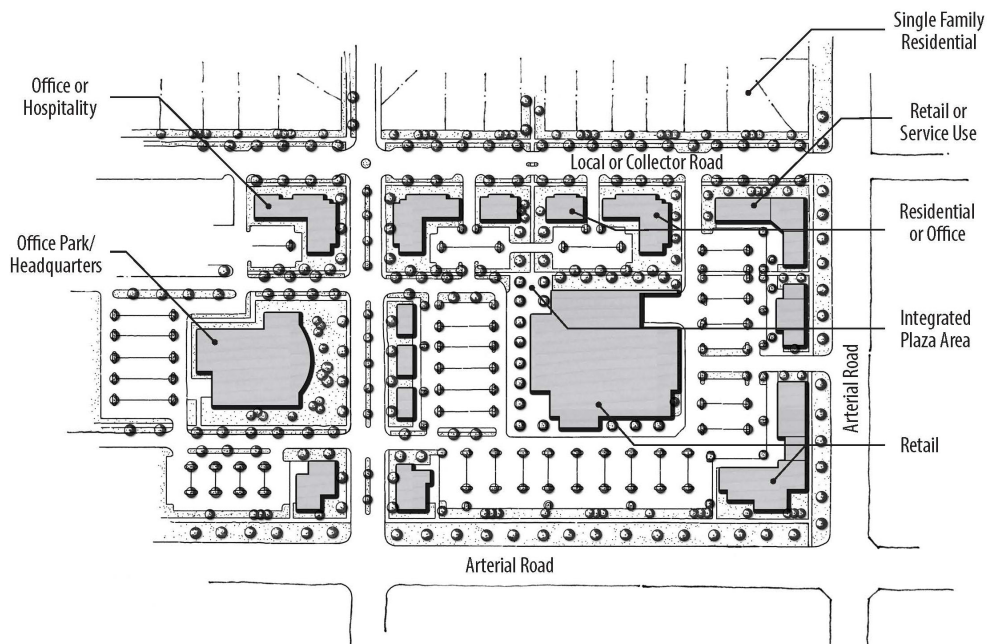 Single Family
Residential
Office or
Hospitality
Retail or
Service Use
Local or Collector Road
Residential
or Office
Office Park/
Headquarters
Integrated
Plaza Area
Arterial Road
Retail
Arterial Road